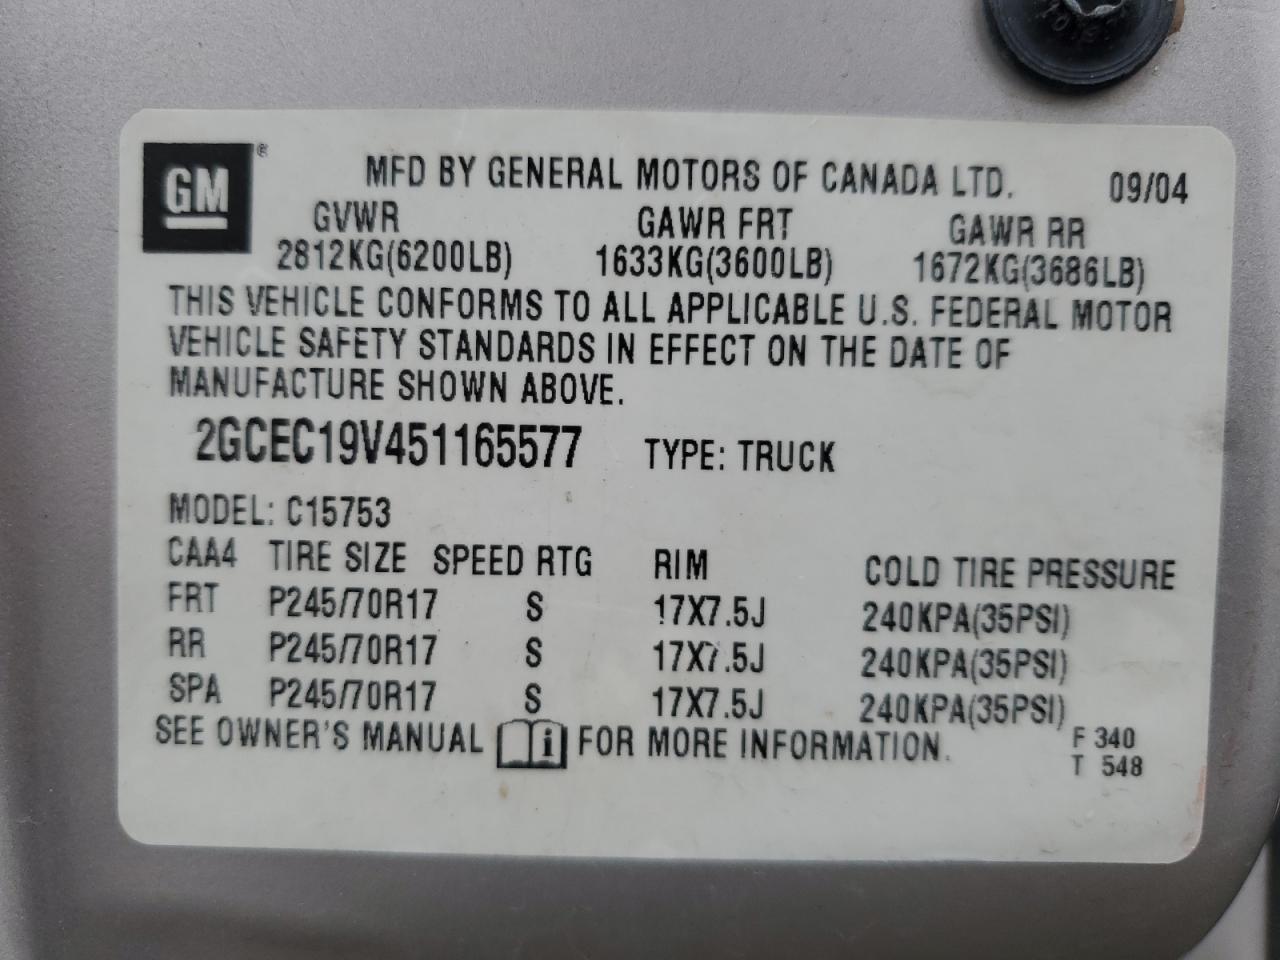 GM ®
MFD BY GENERAL MOTORS OF CANADA LTD. 09/04
GVWR GAWR FRT GAWR RR
2812KG(6200LB) 1633KG(3600LB) 1672KG(3686LB)
THIS VEHICLE CONFORMS TO ALL APPLICABLE U.S. FEDERAL MOTOR
VEHICLE SAFETY STANDARDS IN EFFECT ON THE DATE OF
MANUFACTURE SHOWN ABOVE.
2GCEC19V451165577 TYPE: TRUCK
MODEL: C15753
CAA4 TIRE SIZE SPEED RTG RIM COLD TIRE PRESSURE
FRT P245/70R17 S 17X7.5J 240KPA(35PSI)
RR P245/70R17 S 17X7.5J 240KPA(35PSI)
SPA P245/70R17 S 17X7.5J 240KPA(35PSI)
SEE OWNER'S MANUAL i FOR MORE INFORMATION.
F 340
T 548